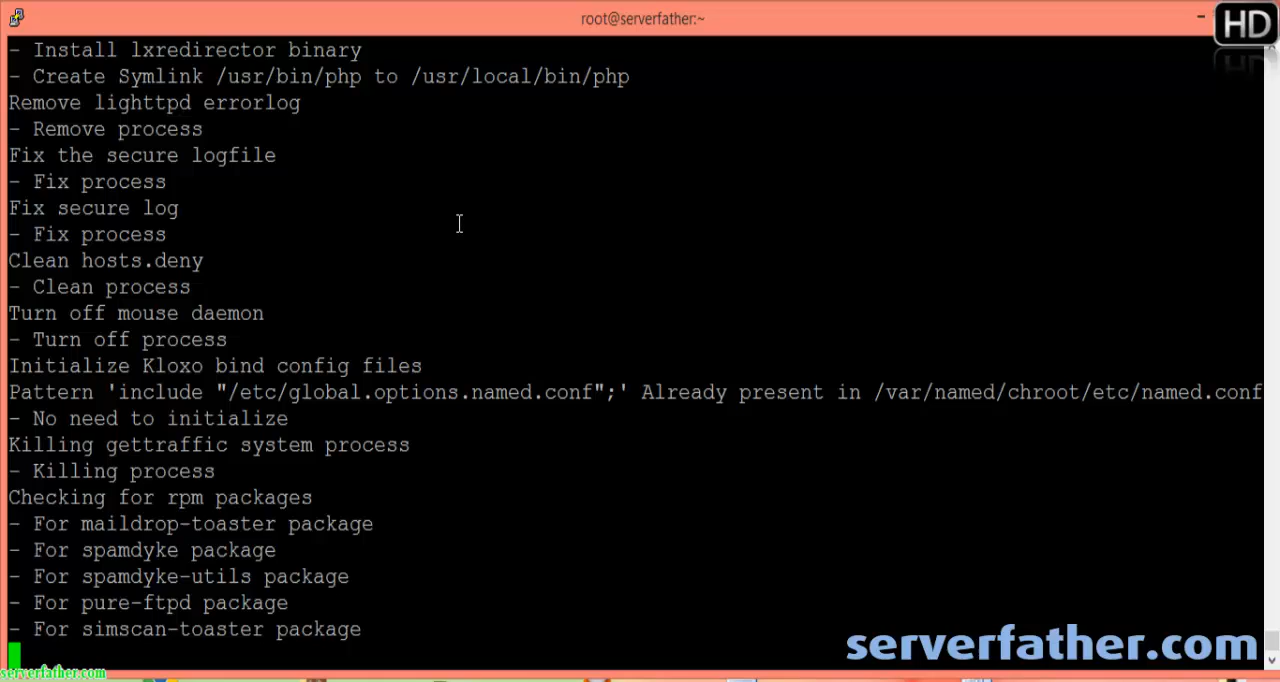 root@serverfather:~
HD
- Install lxredirector binary
- Create Symlink /usr/bin/php to /usr/local/bin/php
Remove lighttpd errorlog
- Remove process
Fix the secure logfile
- Fix process
Fix secure log
- Fix process
Clean hosts.deny
- Clean process
Turn off mouse daemon
- Turn off process
Initialize Kloxo bind config files
Pattern 'include "/etc/global.options.named.conf";' Already present in /var/named/chroot/etc/named.conf
- No need to initialize
Killing gettraffic system process
- Killing process
Checking for rpm packages
- For maildrop-toaster package
- For spamdyke package
- For spamdyke-utils package
- For pure-ftpd package
- For simscan-toaster package
serverfather.com
serverfather.com